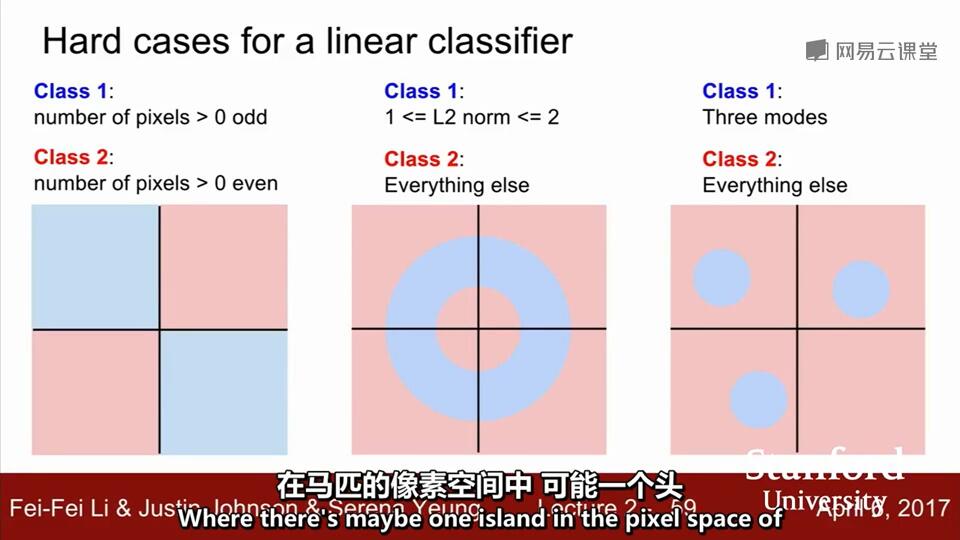 Hard cases for a linear classifier
网易云课堂
Class 1:
number of pixels > 0 odd
Class 2:
number of pixels > 0 even
Class 1:
1 <= L2 norm <= 2
Class 2:
Everything else
Class 1:
Three modes
Class 2:
Everything else
在马匹的像素空间中 可能一个头
Fei-Fei Li & Justin Johnson & Serena Yeung
Lecture 2 - 59
April 6, 2017
Stanford
University
Where there's maybe one island in the pixel space of